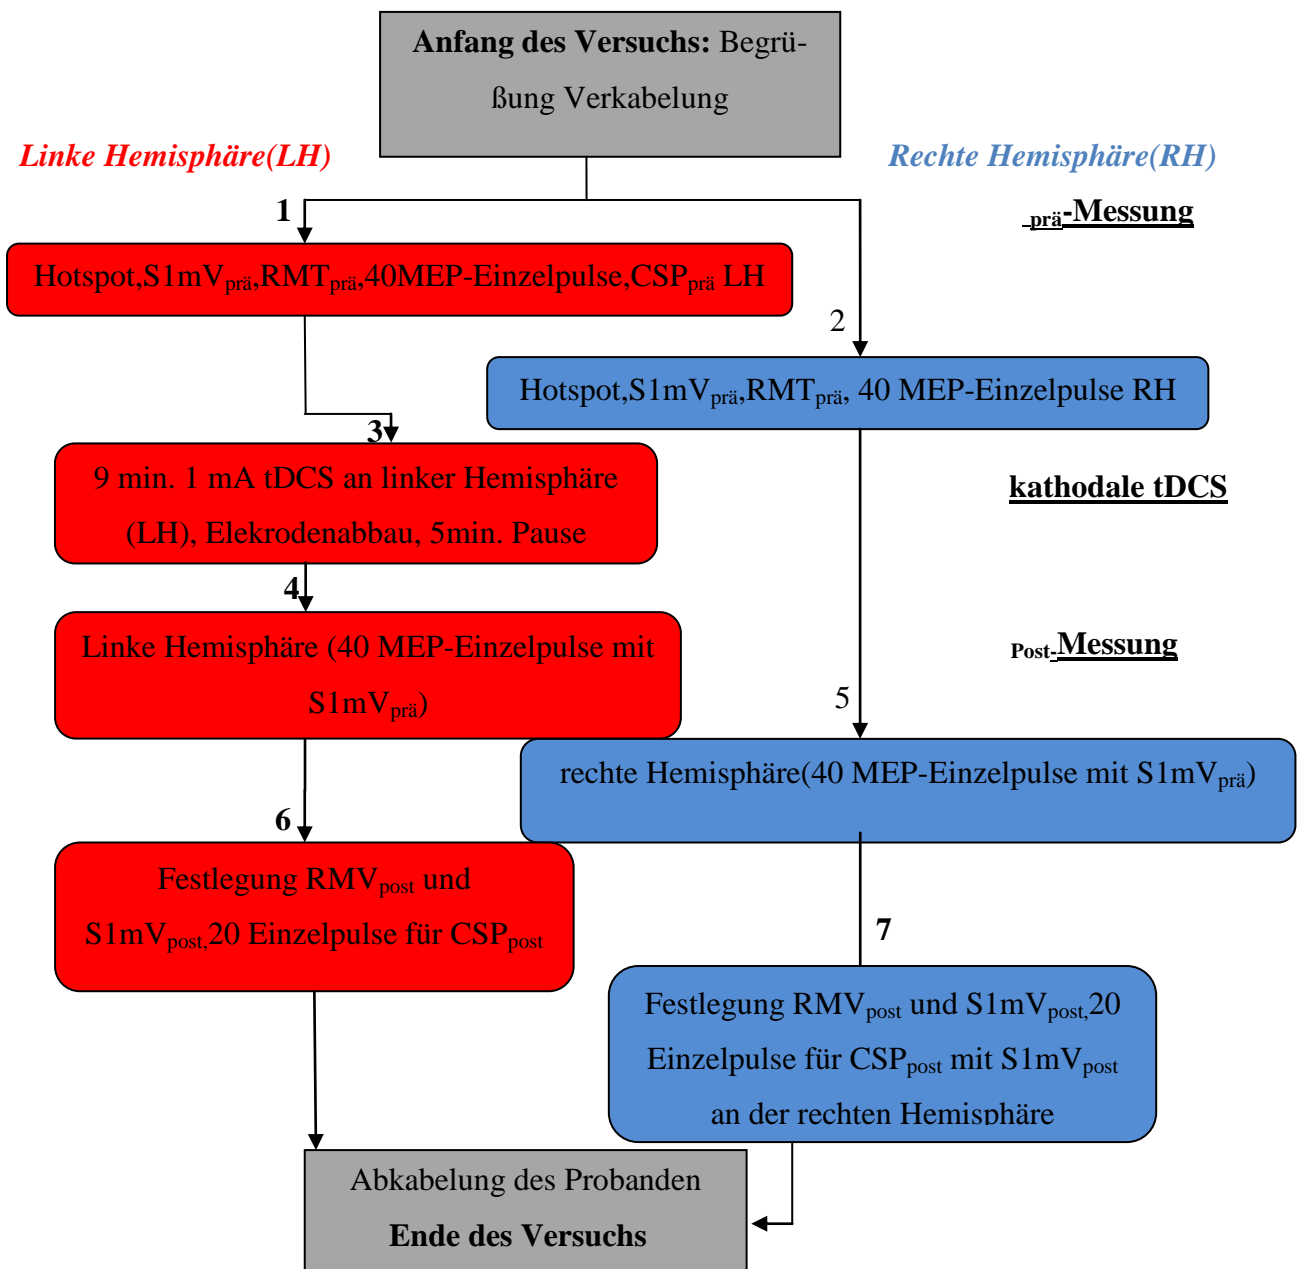 Anfang des Versuchs: Begrü-
ßung Verkabelung
Linke Hemisphäre(LH)
Rechte Hemisphäre(RH)
1
prä-Messung
Hotspot,S1mVprä,RMTprä,40MEP-Einzelpulse,CSPprä LH
2
Hotspot,S1mVprä,RMTprä, 40 MEP-Einzelpulse RH
3
9 min. 1 mA tDCS an linker Hemisphäre
(LH), Elekrodenabbau, 5min. Pause
kathodale tDCS
4
Linke Hemisphäre (40 MEP-Einzelpulse mit
S1mVprä)
Post-Messung
5
rechte Hemisphäre(40 MEP-Einzelpulse mit S1mVprä)
6
Festlegung RMVpost und
S1mVpost,20 Einzelpulse für CSPpost
7
Festlegung RMVpost und S1mVpost,20
Einzelpulse für CSPpost mit S1mVpost
an der rechten Hemisphäre
Abkabelung des Probanden
Ende des Versuchs